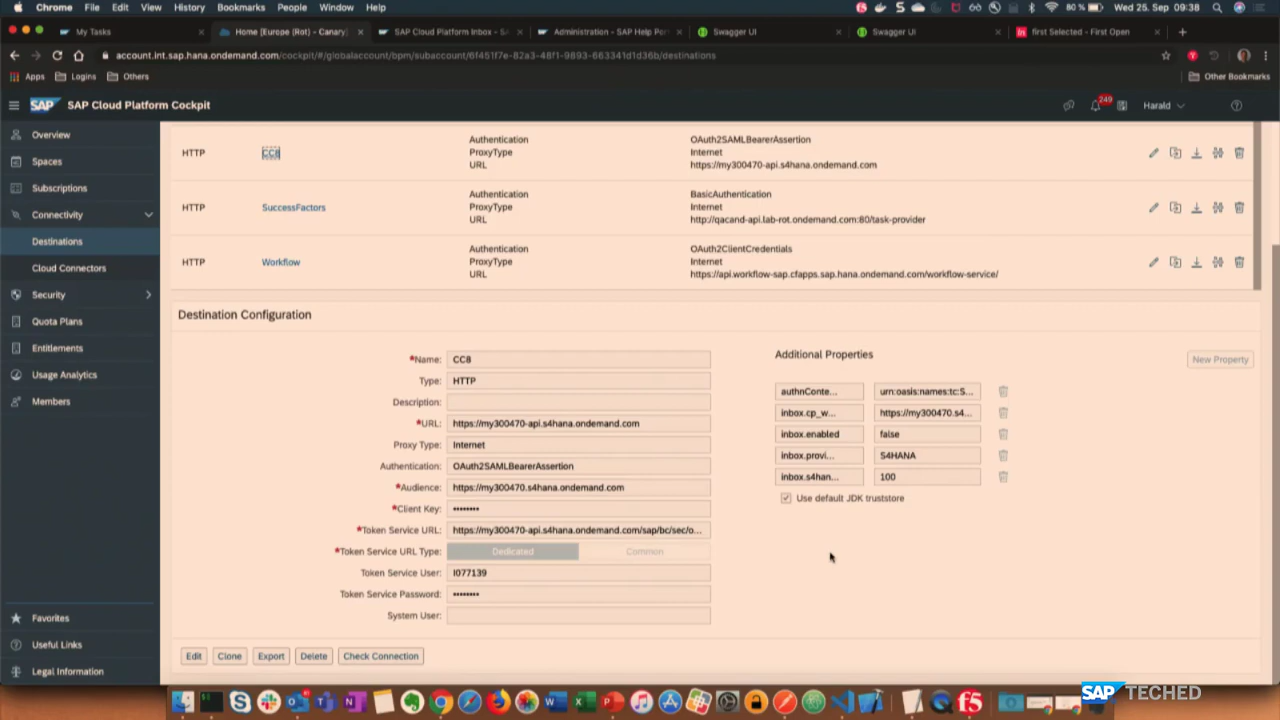 Chrome File Edit View History Bookmarks People Window Help
80 % Wed 25. Sep 09:38
My Tasks
Home [Europe (Rot) - Canary]
SAP Cloud Platform Inbox - S
Administration - SAP Help Por
Swagger UI
Swagger UI
first Selected - First Open
account.int.sap.hana.ondemand.com/cockpit/#/globalaccount/bpm/subaccount/6f451f7e-82a3-48f1-9893-663341d1d36b/destinations
Apps Logins Others Other Bookmarks
SAP SAP Cloud Platform Cockpit 249 Harald
Overview
Spaces
Subscriptions
Connectivity
Destinations
Cloud Connectors
Security
Quota Plans
Entitlements
Usage Analytics
Members
Favorites
Useful Links
Legal Information
HTTP CC8
Authentication OAuth2SAMLBearerAssertion
ProxyType Internet
URL https://my300470-api.s4hana.ondemand.com
HTTP SuccessFactors
Authentication BasicAuthentication
ProxyType Internet
URL http://qacand-api.lab-rot.ondemand.com:80/task-provider
HTTP Workflow
Authentication OAuth2ClientCredentials
ProxyType Internet
URL https://api.workflow-sap.cfapps.sap.hana.ondemand.com/workflow-service/
Destination Configuration
*Name: CC8
Type: HTTP
Description:
*URL: https://my300470-api.s4hana.ondemand.com
Proxy Type: Internet
Authentication: OAuth2SAMLBearerAssertion
*Audience: https://my300470.s4hana.ondemand.com
*Client Key: ••••••••
*Token Service URL: https://my300470-api.s4hana.ondemand.com/sap/bc/sec/o...
*Token Service URL Type: Dedicated Common
Token Service User: I077139
Token Service Password: ••••••••
System User:
Additional Properties
New Property
authnConte... urn:oasis:names:tc:S...
inbox.cp_w... https://my300470.s4...
inbox.enabled false
inbox.provi... S4HANA
inbox.s4han... 100
Use default JDK truststore
Edit Clone Export Delete Check Connection
SAP TECHED